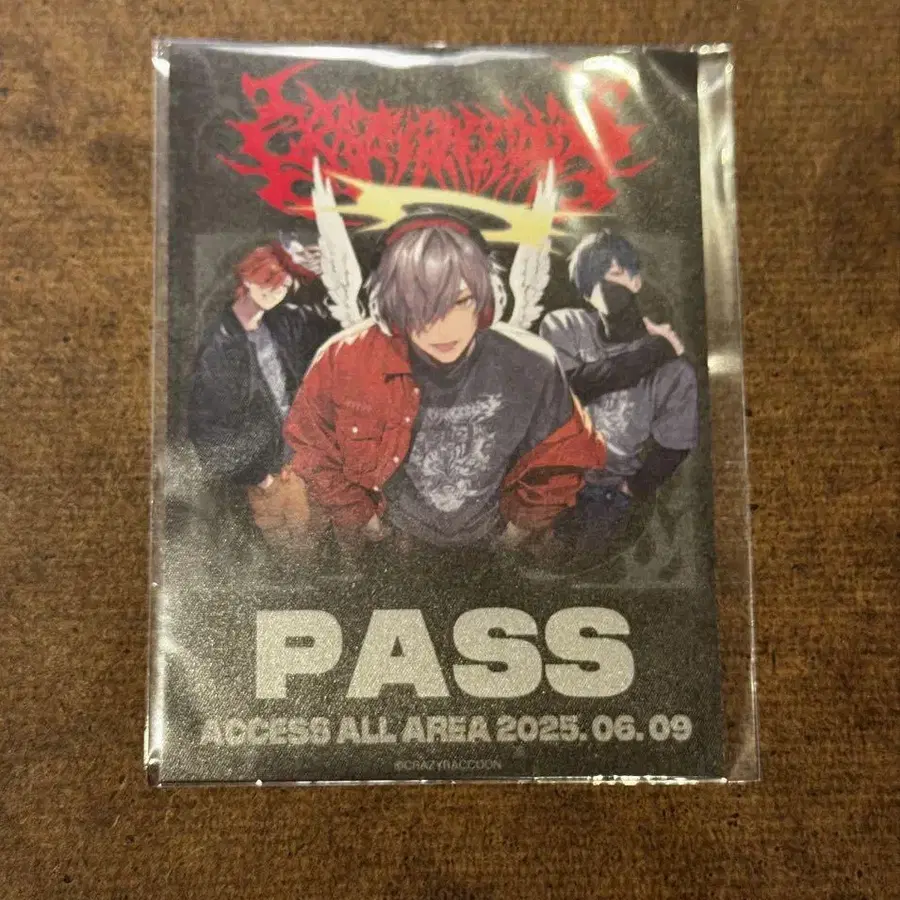 PASS
ACCESS ALL AREA 2025. 06. 09
©CRAZYRACCOON